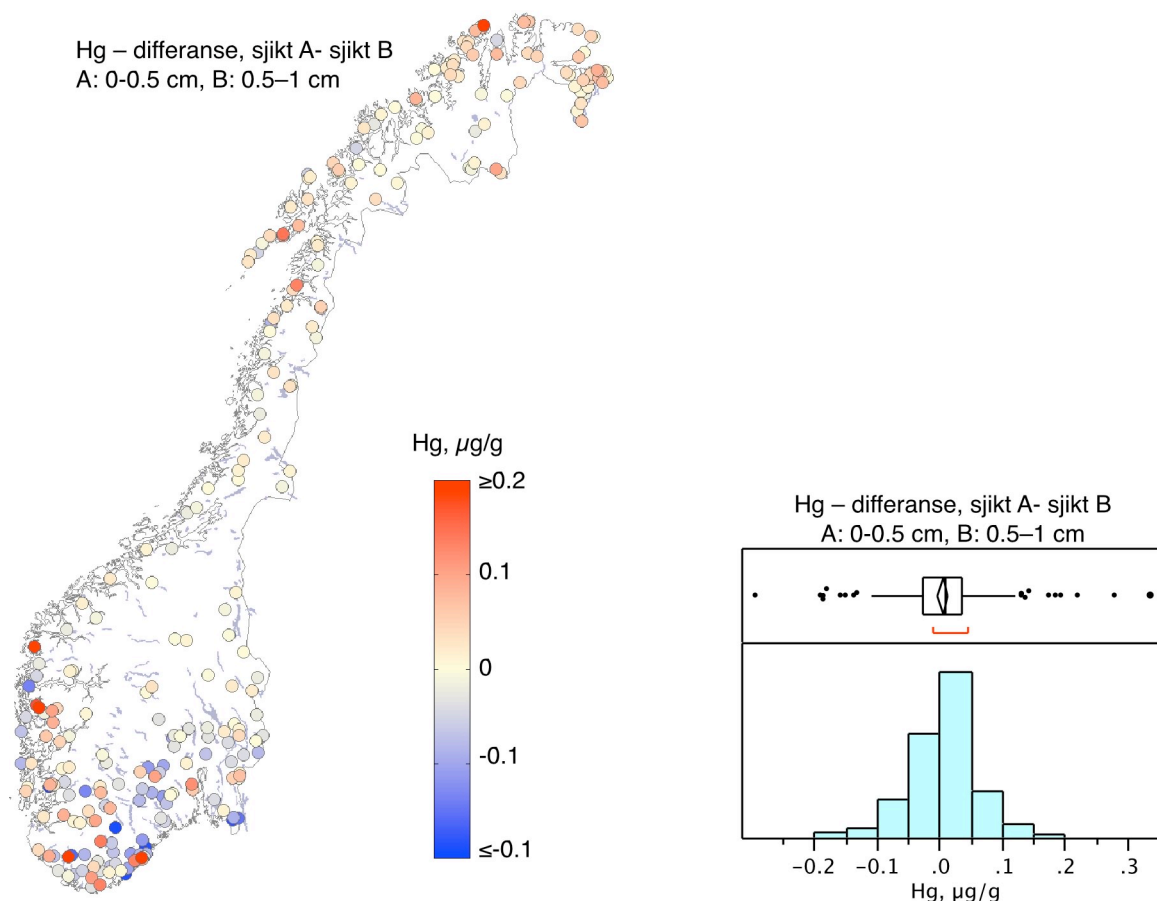 Hg – differanse, sjikt A- sjikt B
A: 0-0.5 cm, B: 0.5–1 cm
Hg, µg/g
≥0.2
0.1
0
-0.1
≤-0.1
Hg – differanse, sjikt A- sjikt B
A: 0-0.5 cm, B: 0.5–1 cm
-0.2 -0.1 .0 .1 .2 .3
Hg, µg/g